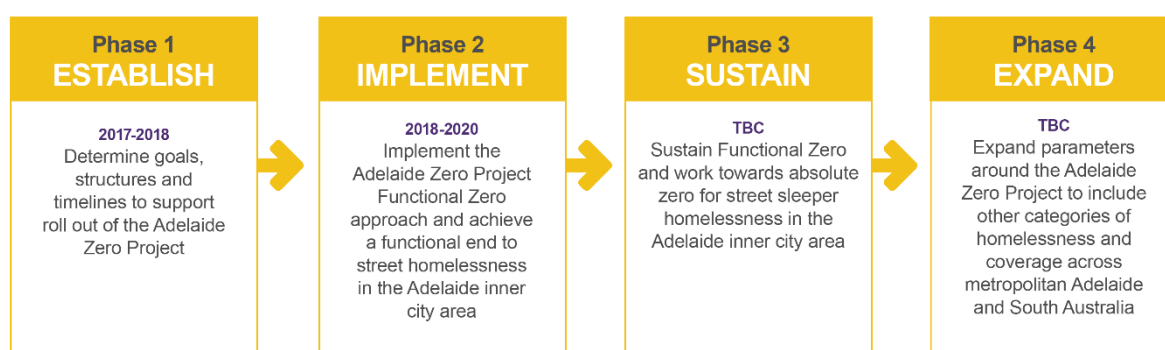 Phase 1
ESTABLISH
2017-2018
Determine goals,
structures and
timelines to support
roll out of the Adelaide
Zero Project
Phase 2
IMPLEMENT
2018-2020
Implement the
Adelaide Zero Project
Functional Zero
approach and achieve
a functional end to
street homelessness
in the Adelaide inner
city area
Phase 3
SUSTAIN
TBC
Sustain Functional Zero
and work towards absolute
zero for street sleeper
homelessness in the
Adelaide inner city area
Phase 4
EXPAND
TBC
Expand parameters
around the Adelaide
Zero Project to include
other categories of
homelessness and
coverage across
metropolitan Adelaide
and South Australia